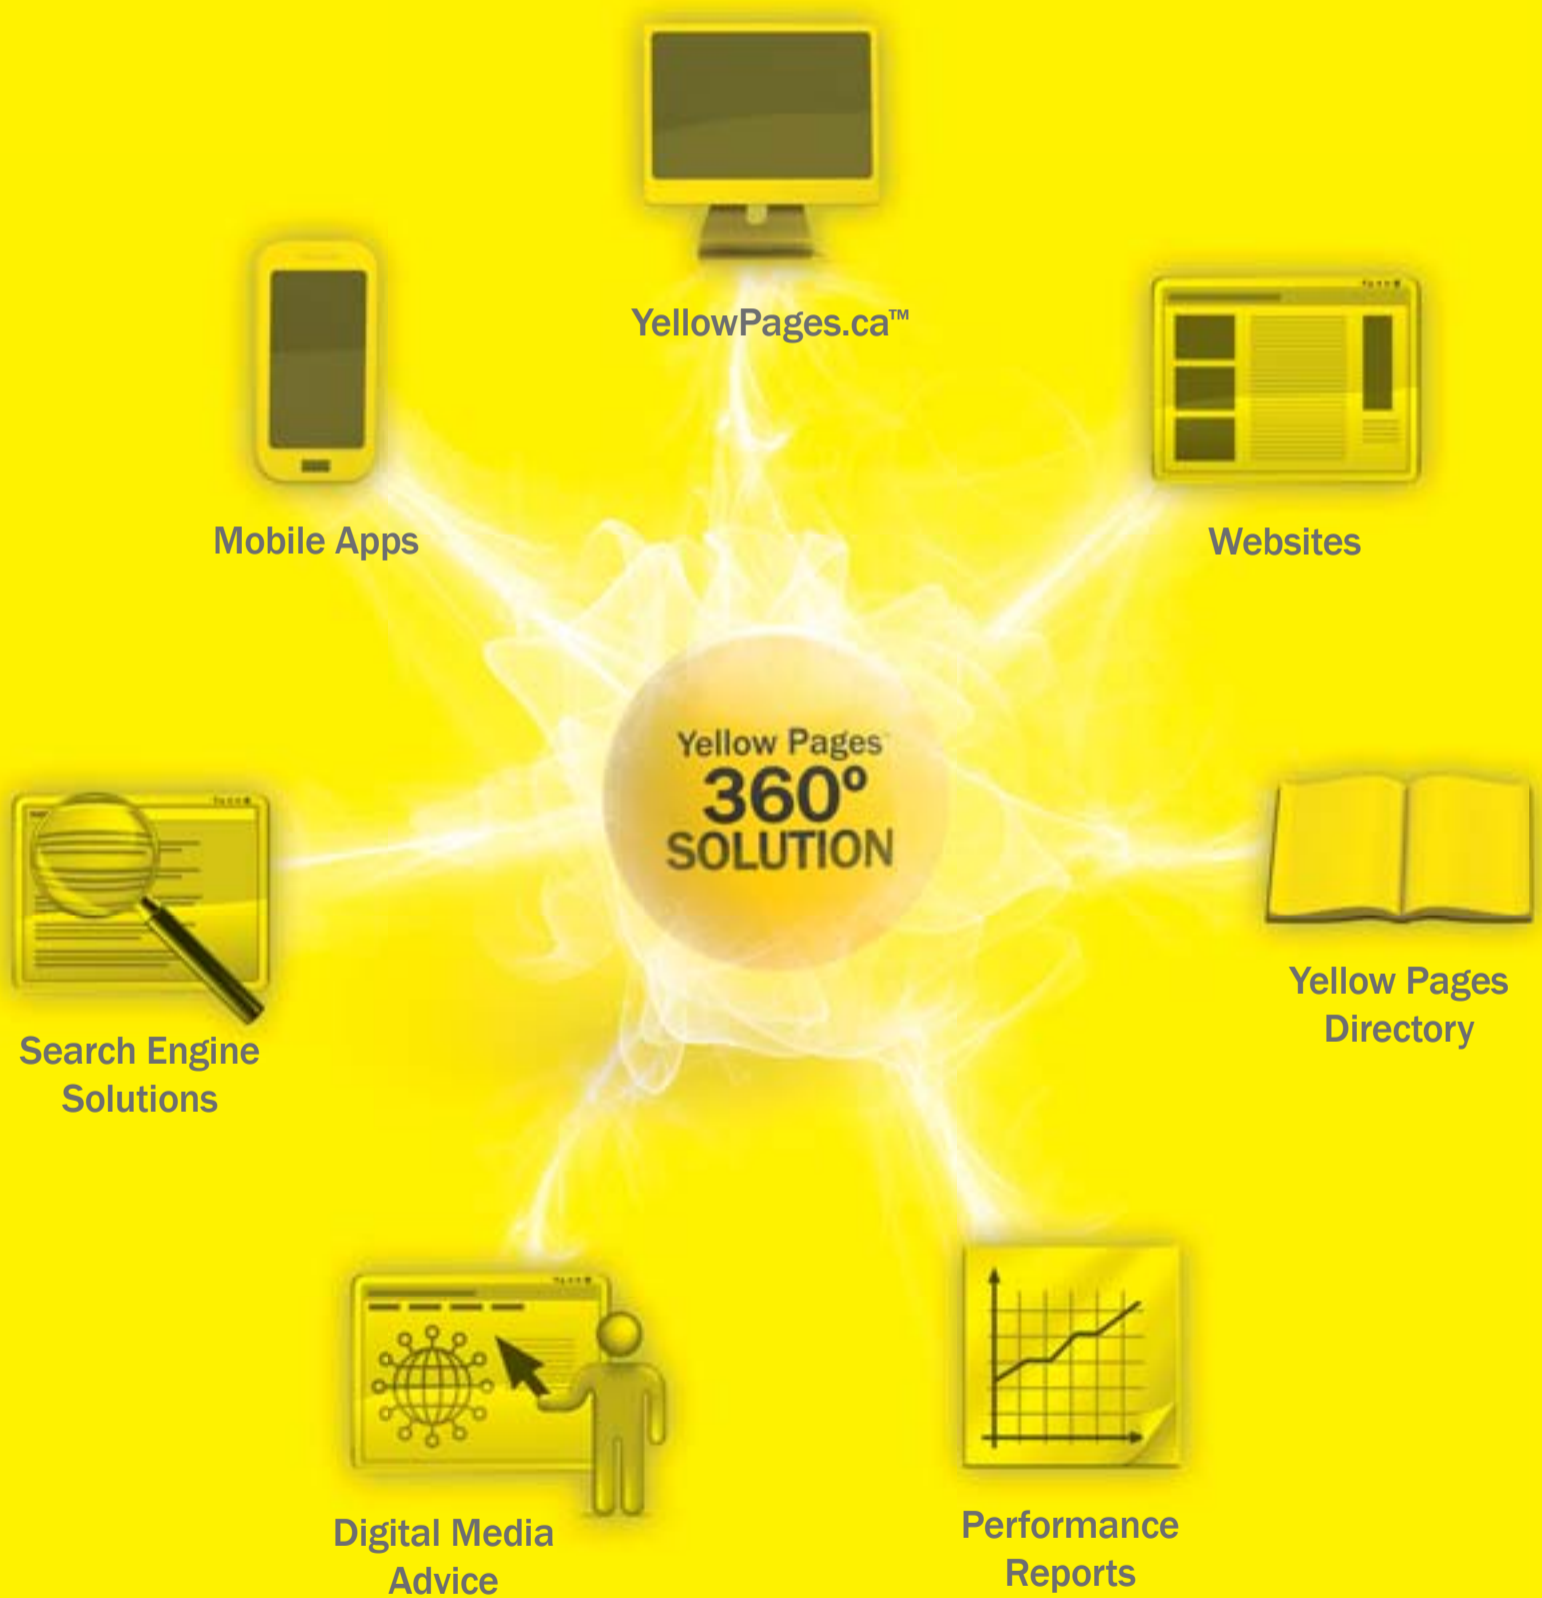 YellowPages.ca™
Mobile Apps
Websites
Yellow Pages
360º
SOLUTION
Search Engine
Solutions
Yellow Pages
Directory
Digital Media
Advice
Performance
Reports